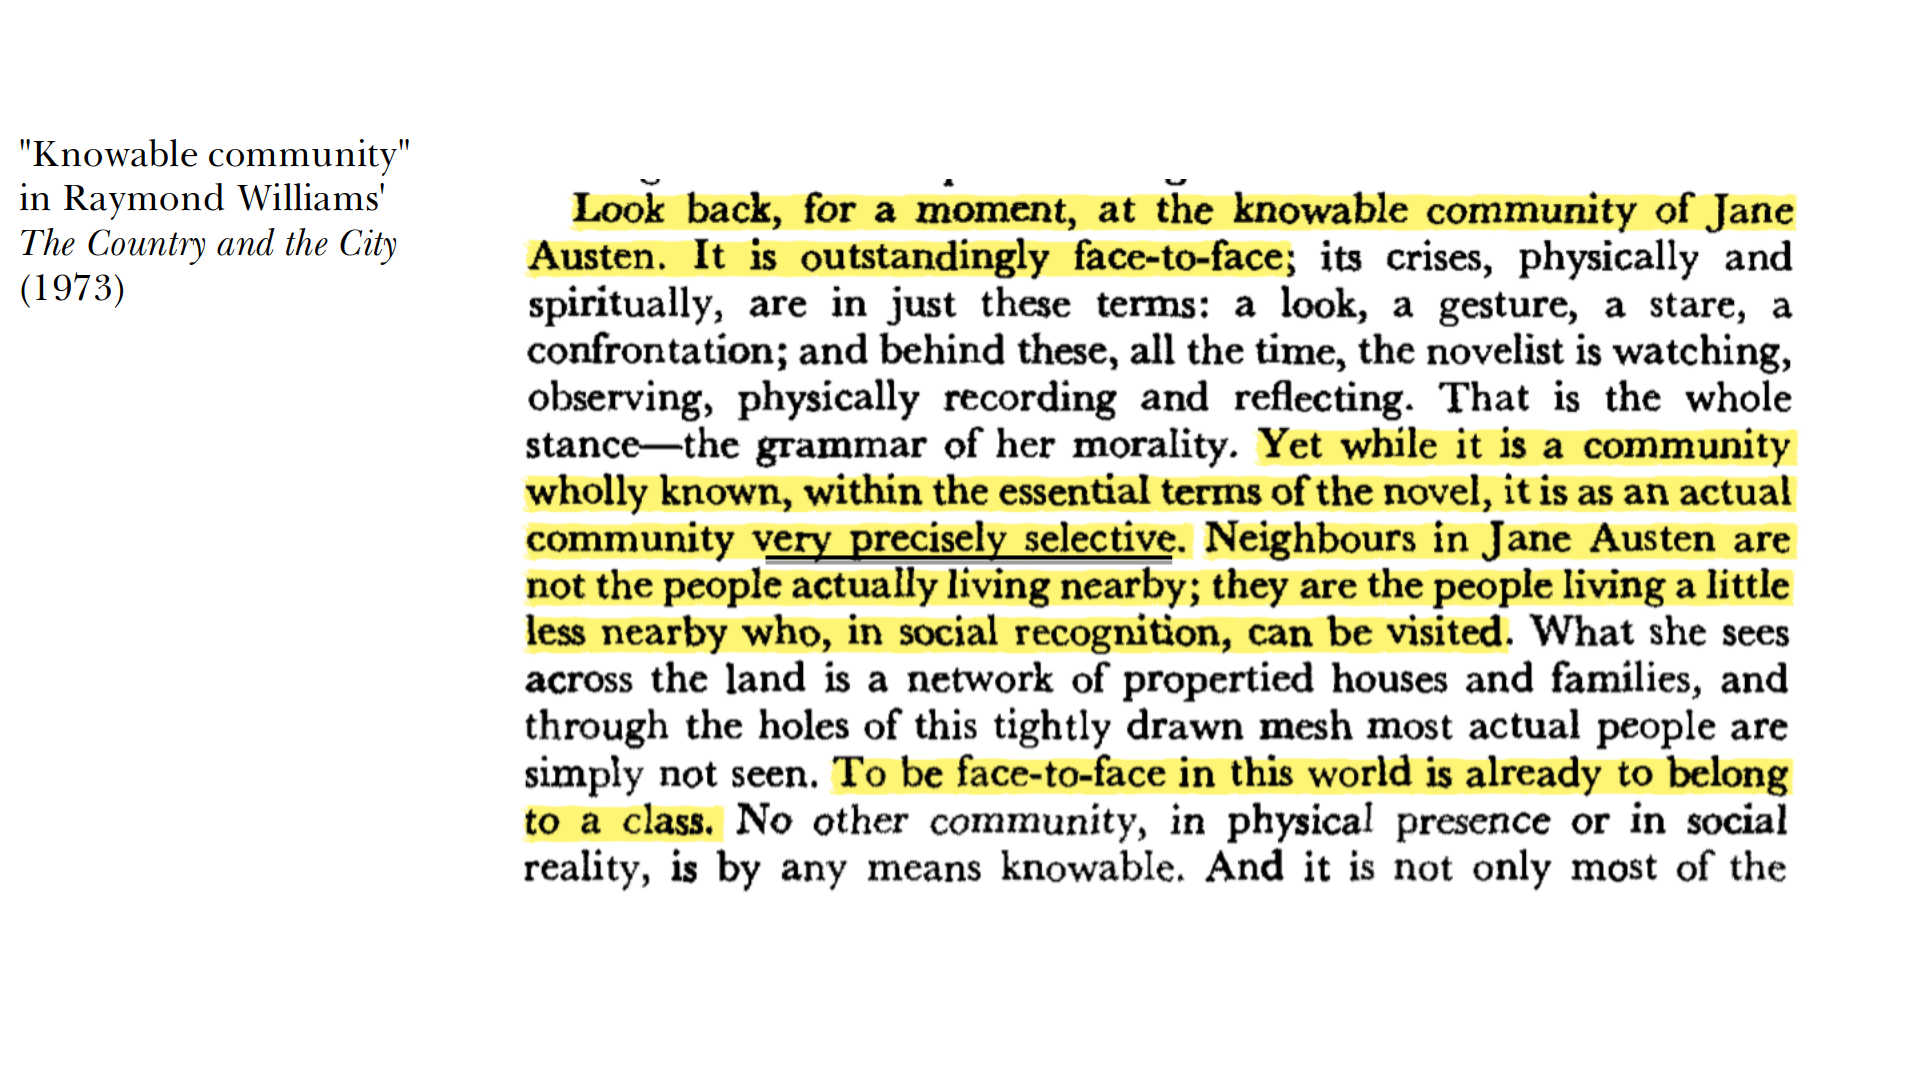 "Knowable community"
in Raymond Williams'
The Country and the City
(1973)
Look back, for a moment, at the knowable community of Jane
Austen. It is outstandingly face-to-face; its crises, physically and
spiritually, are in just these terms: a look, a gesture, a stare, a
confrontation; and behind these, all the time, the novelist is watching,
observing, physically recording and reflecting. That is the whole
stance—the grammar of her morality. Yet while it is a community
wholly known, within the essential terms of the novel, it is as an actual
community very precisely selective. Neighbours in Jane Austen are
not the people actually living nearby; they are the people living a little
less nearby who, in social recognition, can be visited. What she sees
across the land is a network of propertied houses and families, and
through the holes of this tightly drawn mesh most actual people are
simply not seen. To be face-to-face in this world is already to belong
to a class. No other community, in physical presence or in social
reality, is by any means knowable. And it is not only most of the